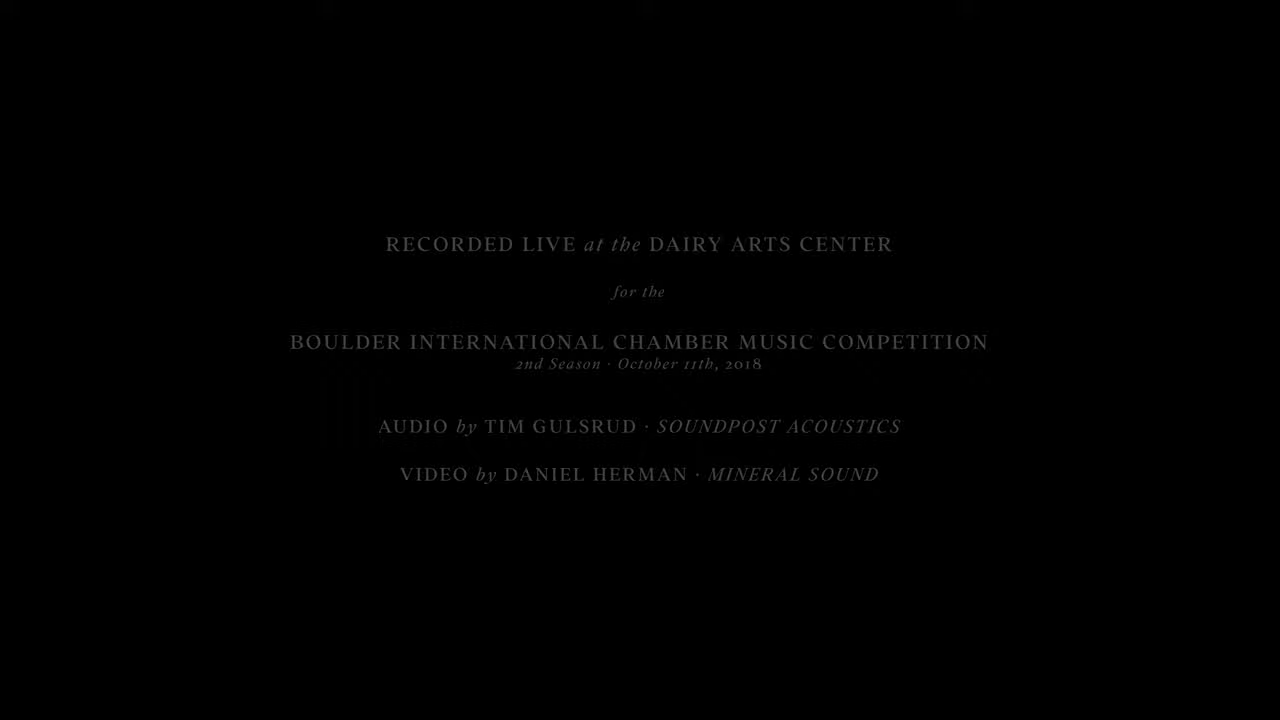 RECORDED LIVE at the DAIRY ARTS CENTER
for the
BOULDER INTERNATIONAL CHAMBER MUSIC COMPETITION
2nd Season · October 11th, 2018
AUDIO by TIM GULSRUD · SOUNDPOST ACOUSTICS
VIDEO by DANIEL HERMAN · MINERAL SOUND